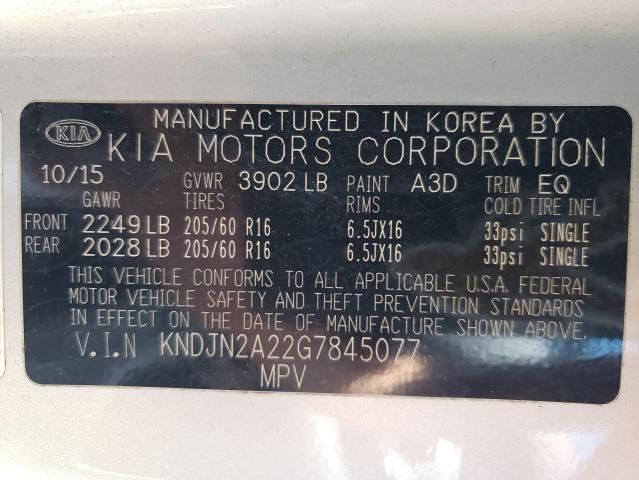 MANUFACTURED IN KOREA BY
KIA KIA MOTORS CORPORATION
10/15 GVWR 3902 LB PAINT A3D TRIM EQ
GAWR TIRES RIMS COLD TIRE INFL
FRONT 2249 LB 205/60 R16 6.5JX16 33psi SINGLE
REAR 2028 LB 205/60 R16 6.5JX16 33psi SINGLE
THIS VEHICLE CONFORMS TO ALL APPLICABLE U.S.A. FEDERAL
MOTOR VEHICLE SAFETY AND THEFT PREVENTION STANDARDS
IN EFFECT ON THE DATE OF MANUFACTURE SHOWN ABOVE.
V.I.N KNDJN2A22G7845077
MPV